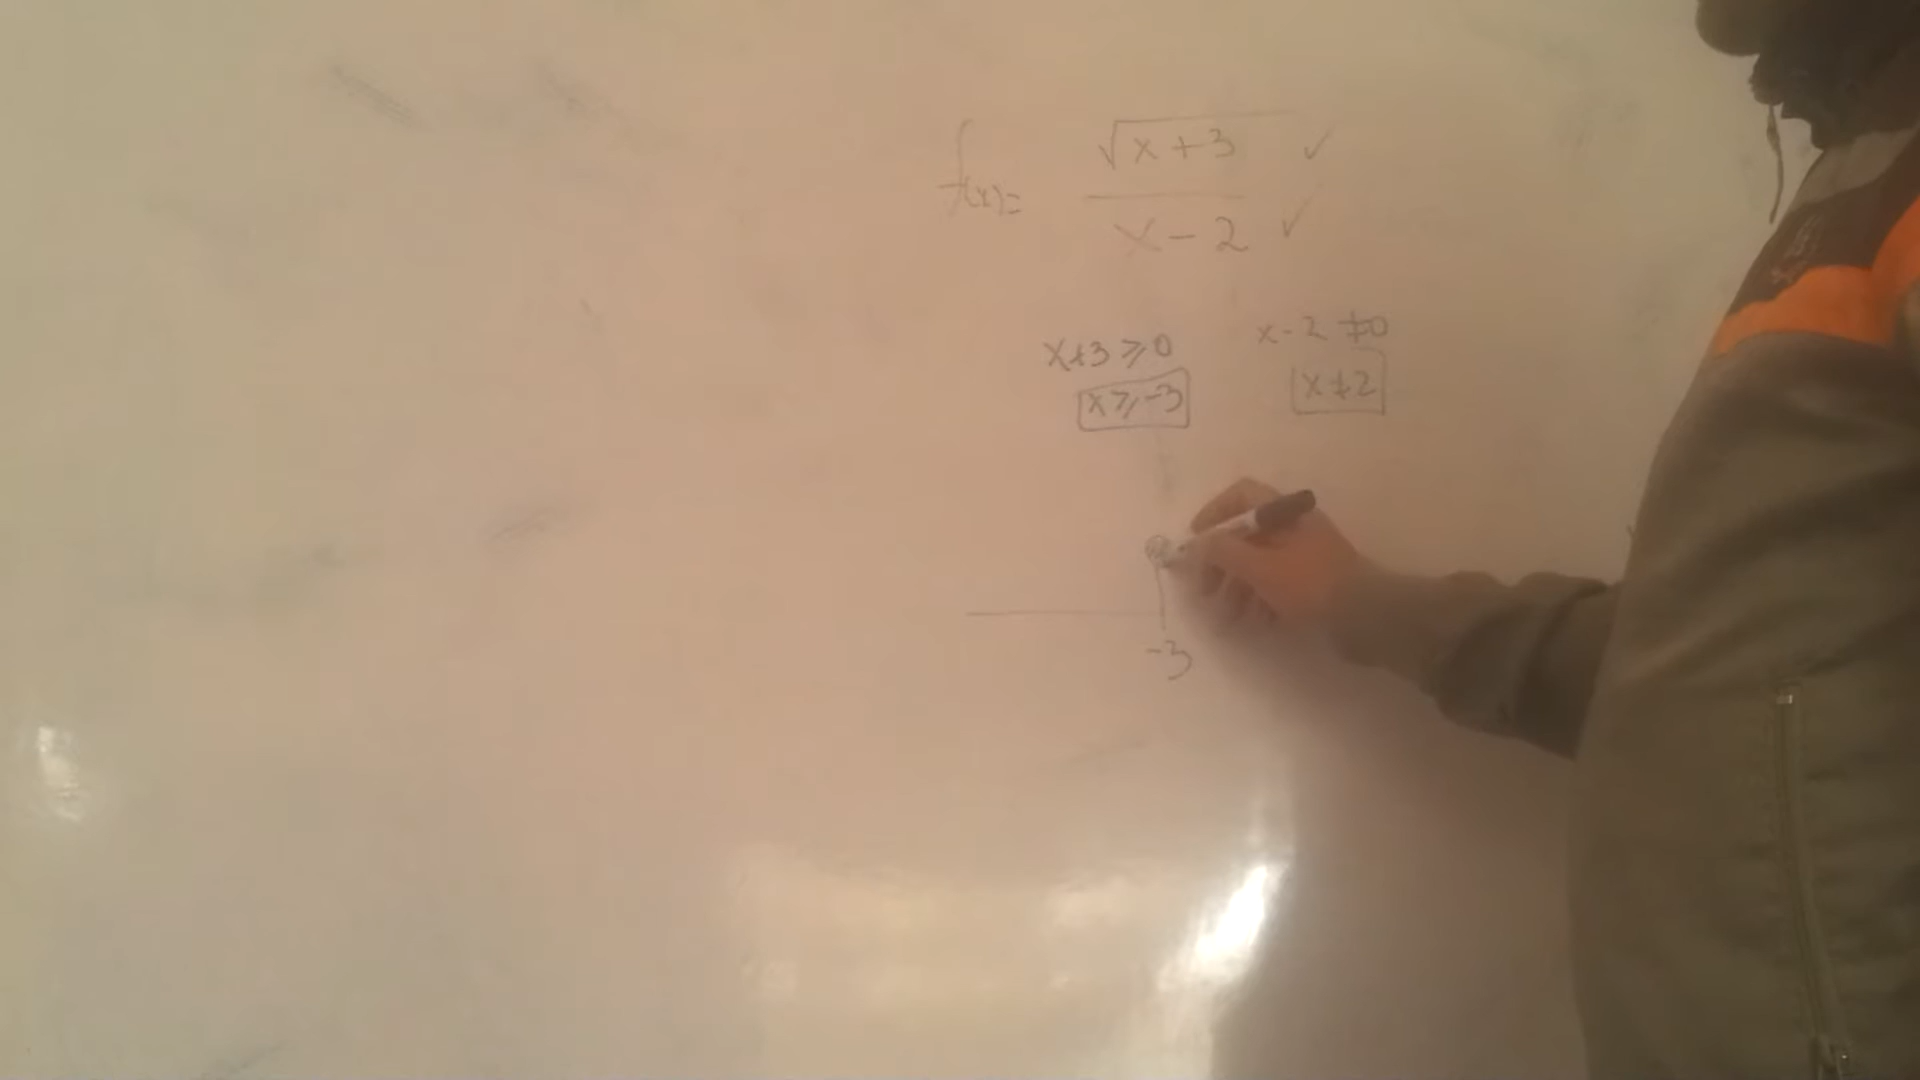 f(x)= √x+3 ✓
x-2 ✓
x+3 ≥ 0
x ≥ -3
x-2 ≠ 0
x ≠ 2
-3